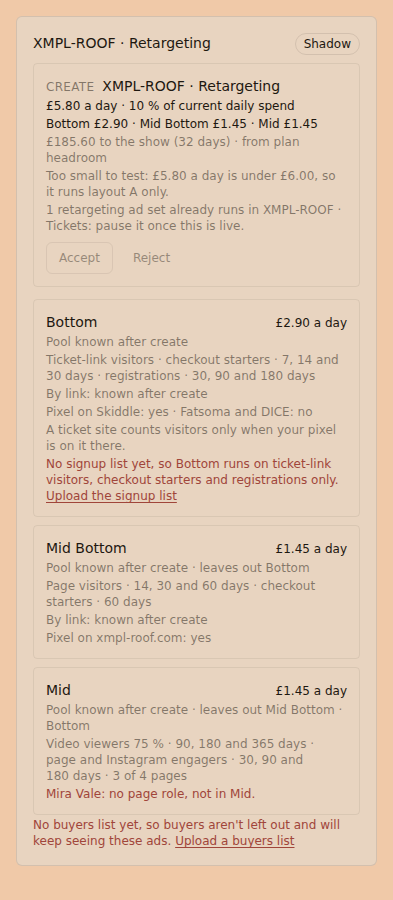 XMPL-ROOF · Retargeting
Shadow
CREATE XMPL-ROOF · Retargeting
£5.80 a day · 10 % of current daily spend
Bottom £2.90 · Mid Bottom £1.45 · Mid £1.45
£185.60 to the show (32 days) · from plan
headroom
Too small to test: £5.80 a day is under £6.00, so
it runs layout A only.
1 retargeting ad set already runs in XMPL-ROOF ·
Tickets: pause it once this is live.
Accept
Reject
Bottom
£2.90 a day
Pool known after create
Ticket-link visitors · checkout starters · 7, 14 and
30 days · registrations · 30, 90 and 180 days
By link: known after create
Pixel on Skiddle: yes · Fatsoma and DICE: no
A ticket site counts visitors only when your pixel
is on it there.
No signup list yet, so Bottom runs on ticket-link
visitors, checkout starters and registrations only.
Upload the signup list
Mid Bottom
£1.45 a day
Pool known after create · leaves out Bottom
Page visitors · 14, 30 and 60 days · checkout
starters · 60 days
By link: known after create
Pixel on xmpl-roof.com: yes
Mid
£1.45 a day
Pool known after create · leaves out Mid Bottom ·
Bottom
Video viewers 75 % · 90, 180 and 365 days ·
page and Instagram engagers · 30, 90 and
180 days · 3 of 4 pages
Mira Vale: no page role, not in Mid.
No buyers list yet, so buyers aren't left out and will
keep seeing these ads. Upload a buyers list